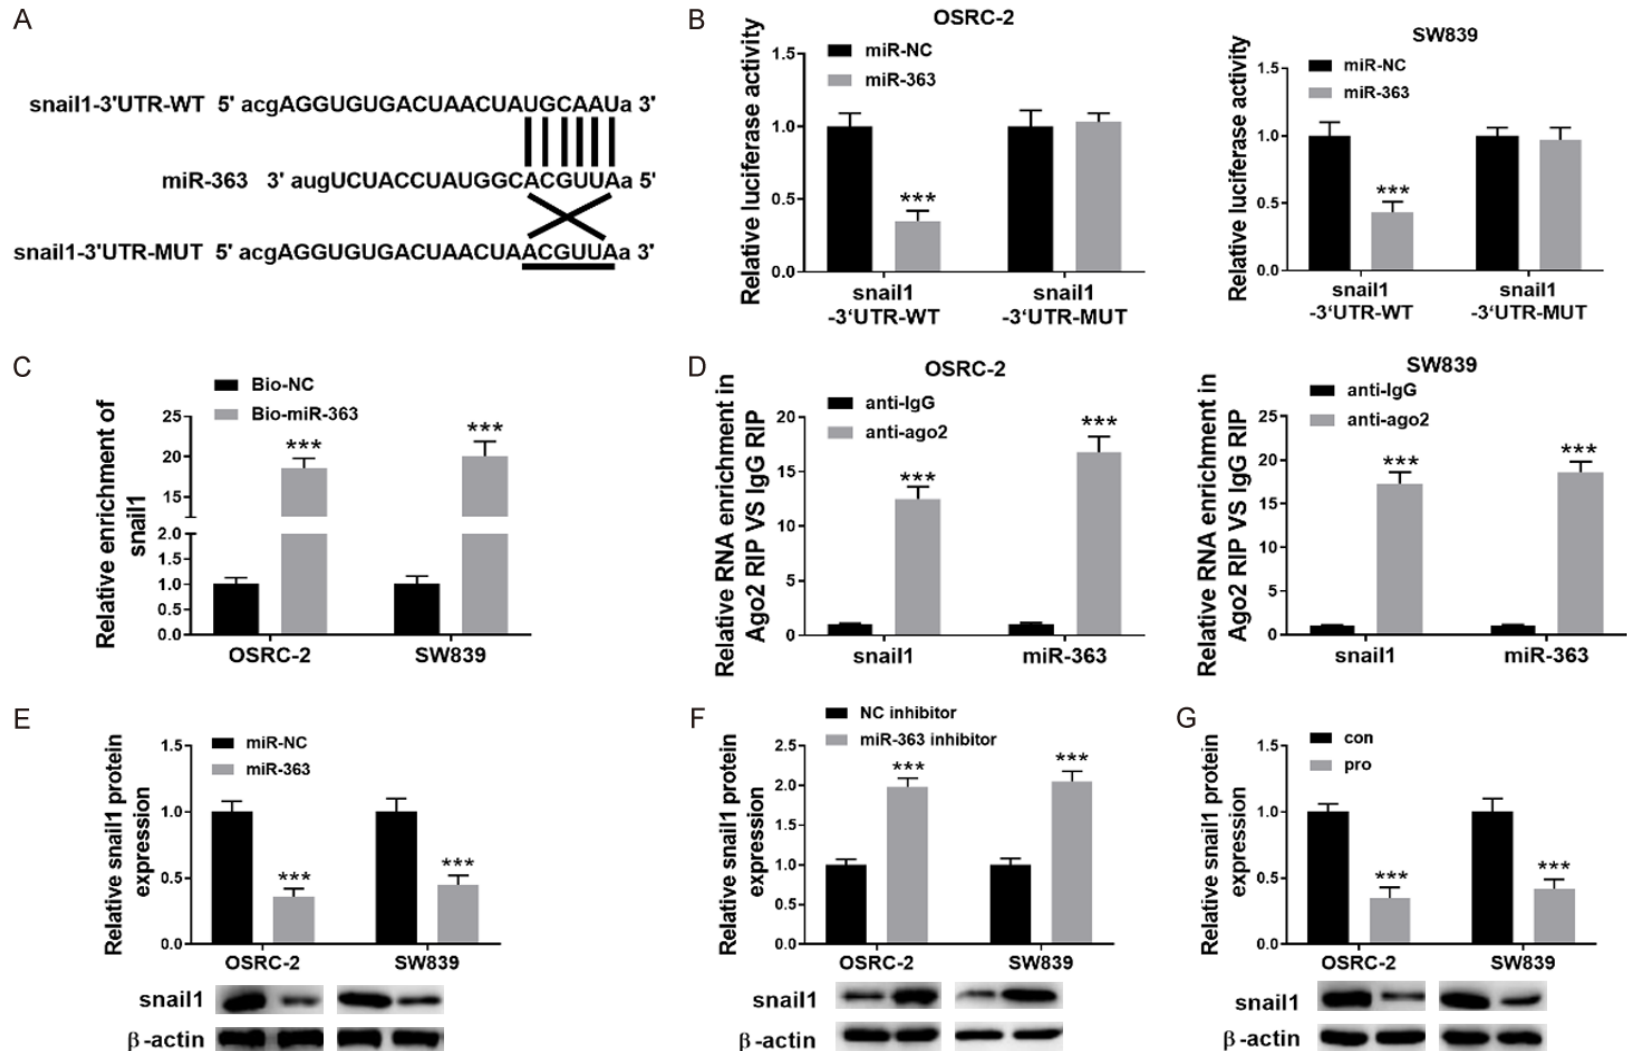 A
snail1-3'UTR-WT 5' acgAGGUGUGACUAACUAUGCAAUa 3'
miR-363 3' augUCUACCUAUGGCACGUUAa 5'
snail1-3'UTR-MUT 5' acgAGGUGUGACUAACUAACGUUAa 3'
B
OSRC-2
Relative luciferase activity
miR-NC
miR-363
1.5
1.0
0.5
0.0
***
snail1
-3‘UTR-WT
snail1
-3‘UTR-MUT
SW839
Relative luciferase activity
miR-NC
miR-363
1.5
1.0
0.5
0.0
***
snail1
-3‘UTR-WT
snail1
-3‘UTR-MUT
C
Relative enrichment of
snail1
Bio-NC
Bio-miR-363
25
20
15
2.0
1.5
1.0
0.5
0.0
***
***
OSRC-2
SW839
D
OSRC-2
Relative RNA enrichment in
Ago2 RIP VS IgG RIP
anti-IgG
anti-ago2
20
15
10
5
0
***
***
snail1
miR-363
SW839
Relative RNA enrichment in
Ago2 RIP VS IgG RIP
anti-IgG
anti-ago2
25
20
15
10
5
0
***
***
snail1
miR-363
E
Relative snail1 protein
expression
miR-NC
miR-363
1.5
1.0
0.5
0.0
***
***
OSRC-2
SW839
snail1
β-actin
F
Relative snail1 protein
expression
NC inhibitor
miR-363 inhibitor
2.5
2.0
1.5
1.0
0.5
0.0
***
***
OSRC-2
SW839
snail1
β-actin
G
Relative snail1 protein
expression
con
pro
1.5
1.0
0.5
0.0
***
***
OSRC-2
SW839
snail1
β-actin